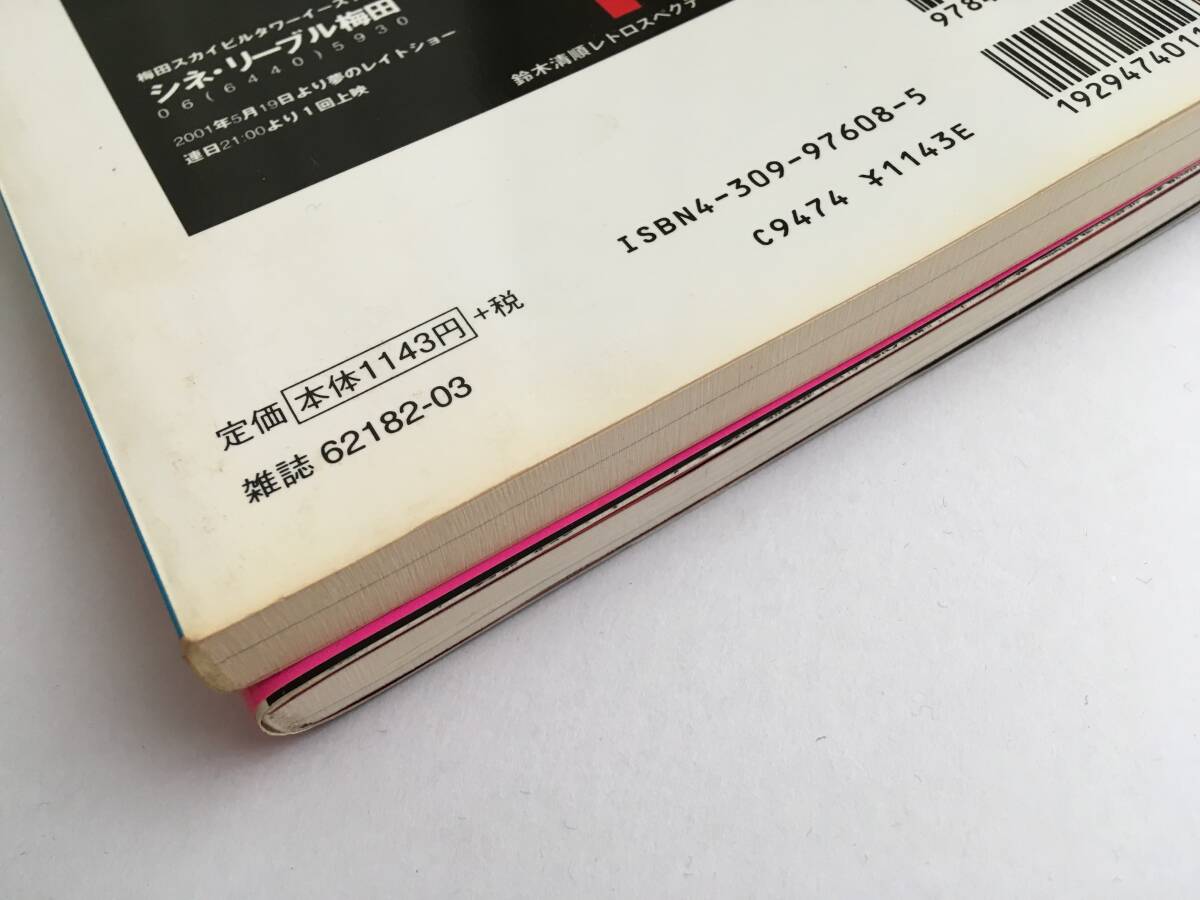 梅田スカイビルタワーイース
シネ・リーブル梅田
06(6440)5930
2001年5月19日より夢のレイトショー
連日21:00より1回上映
鈴木清順レトロスペクテ
978
192947401
ISBN4-309-97608-5
C9474 ¥1143E
定価 本体1143円 +税
雑誌 62182-03